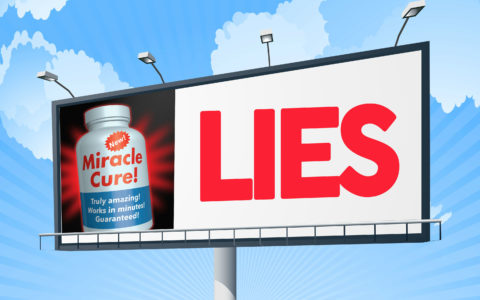 New!
Miracle
Cure!
Truly amazing!
Works in minutes!
Guaranteed!
LIES